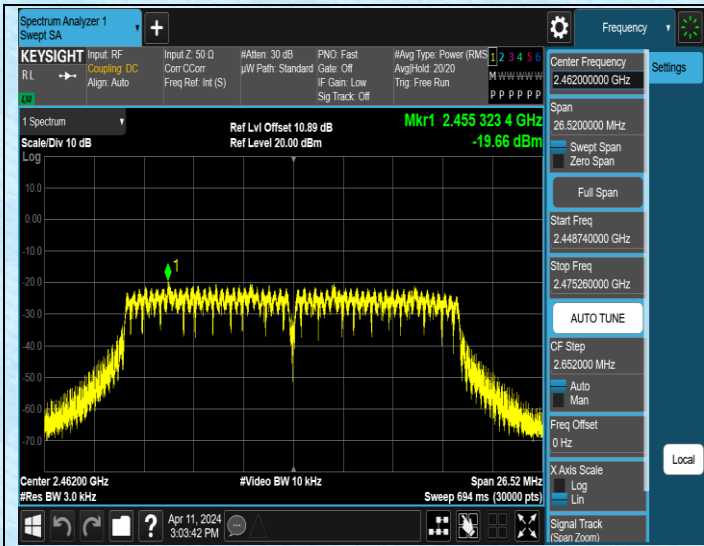 Spectrum Analyzer 1
Swept SA
+
Frequency
KEYSIGHT
RL
LXI
Input: RF
Coupling: DC
Align: Auto
Input Z: 50 Ω
Corr CCorr
Freq Ref: Int (S)
#Atten: 30 dB
µW Path: Standard
PNO: Fast
Gate: Off
IF Gain: Low
Sig Track: Off
#Avg Type: Power (RMS
Avg|Hold: 20/20
Trig: Free Run
1 2 3 4 5 6
M W W W W W
P P P P P P
1 Spectrum
Scale/Div 10 dB
Log
Ref Lvl Offset 10.89 dB
Ref Level 20.00 dBm
Mkr1 2.455 323 4 GHz
-19.66 dBm
10.0
0.00
-10.0
-20.0
-30.0
-40.0
-50.0
-60.0
-70.0
1
Center 2.46200 GHz
#Res BW 3.0 kHz
#Video BW 10 kHz
Span 26.52 MHz
Sweep 694 ms (30000 pts)
Apr 11, 2024
3:03:42 PM
?
Center Frequency
2.462000000 GHz
Settings
Span
26.5200000 MHz
Swept Span
Zero Span
Full Span
Start Freq
2.448740000 GHz
Stop Freq
2.475260000 GHz
AUTO TUNE
CF Step
2.652000 MHz
Auto
Man
Freq Offset
0 Hz
X Axis Scale
Log
Lin
Signal Track
(Span Zoom)
Local